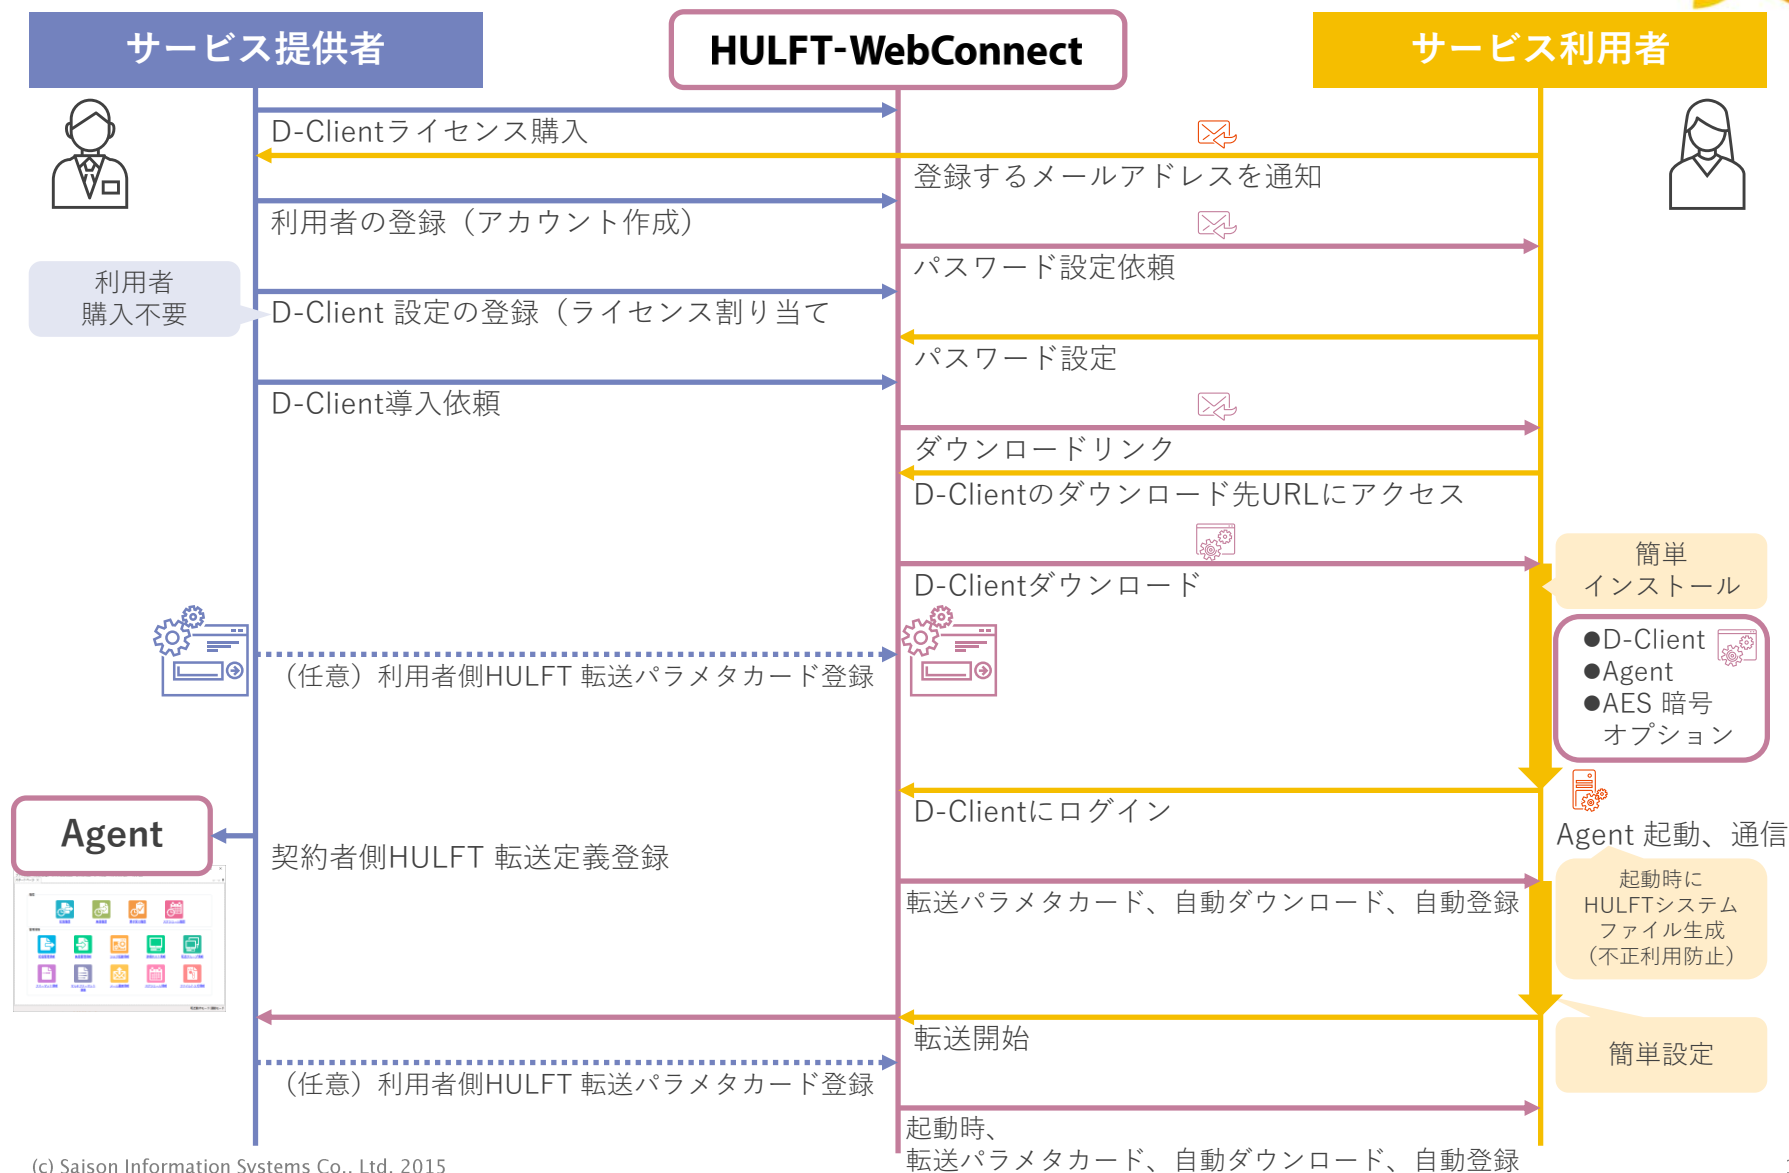 サービス提供者
HULFT-WebConnect
サービス利用者
D-Clientライセンス購入
登録するメールアドレスを通知
利用者の登録（アカウント作成）
パスワード設定依頼
利用者
購入不要
D-Client 設定の登録（ライセンス割り当て
パスワード設定
D-Client導入依頼
ダウンロードリンク
D-Clientのダウンロード先URLにアクセス
D-Clientダウンロード
簡単
インストール
（任意）利用者側HULFT 転送パラメタカード登録
●D-Client
●Agent
●AES 暗号
オプション
D-Clientにログイン
Agent
契約者側HULFT 転送定義登録
Agent 起動、通信
転送パラメタカード、自動ダウンロード、自動登録
起動時に
HULFTシステム
ファイル生成
（不正利用防止）
転送開始
簡単設定
（任意）利用者側HULFT 転送パラメタカード登録
起動時、
転送パラメタカード、自動ダウンロード、自動登録
(c) Saison Information Systems Co., Ltd. 2015